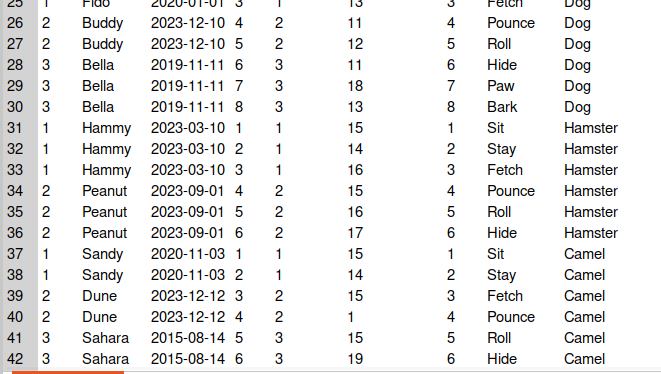 25 1 Fido 2020-01-01 3 1 13 3 Fetch Dog
26 2 Buddy 2023-12-10 4 2 11 4 Pounce Dog
27 2 Buddy 2023-12-10 5 2 12 5 Roll Dog
28 3 Bella 2019-11-11 6 3 11 6 Hide Dog
29 3 Bella 2019-11-11 7 3 18 7 Paw Dog
30 3 Bella 2019-11-11 8 3 13 8 Bark Dog
31 1 Hammy 2023-03-10 1 1 15 1 Sit Hamster
32 1 Hammy 2023-03-10 2 1 14 2 Stay Hamster
33 1 Hammy 2023-03-10 3 1 16 3 Fetch Hamster
34 2 Peanut 2023-09-01 4 2 15 4 Pounce Hamster
35 2 Peanut 2023-09-01 5 2 16 5 Roll Hamster
36 2 Peanut 2023-09-01 6 2 17 6 Hide Hamster
37 1 Sandy 2020-11-03 1 1 15 1 Sit Camel
38 1 Sandy 2020-11-03 2 1 14 2 Stay Camel
39 2 Dune 2023-12-12 3 2 15 3 Fetch Camel
40 2 Dune 2023-12-12 4 2 1 4 Pounce Camel
41 3 Sahara 2015-08-14 5 3 15 5 Roll Camel
42 3 Sahara 2015-08-14 6 3 19 6 Hide Camel